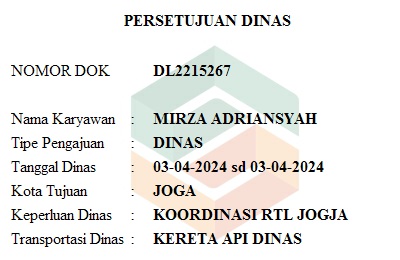 PERSETUJUAN DINAS
NOMOR DOK DL2215267
Nama Karyawan : MIRZA ADRIANSYAH
Tipe Pengajuan : DINAS
Tanggal Dinas : 03-04-2024 sd 03-04-2024
Kota Tujuan : JOGA
Keperluan Dinas : KOORDINASI RTL JOGJA
Transportasi Dinas : KERETA API DINAS